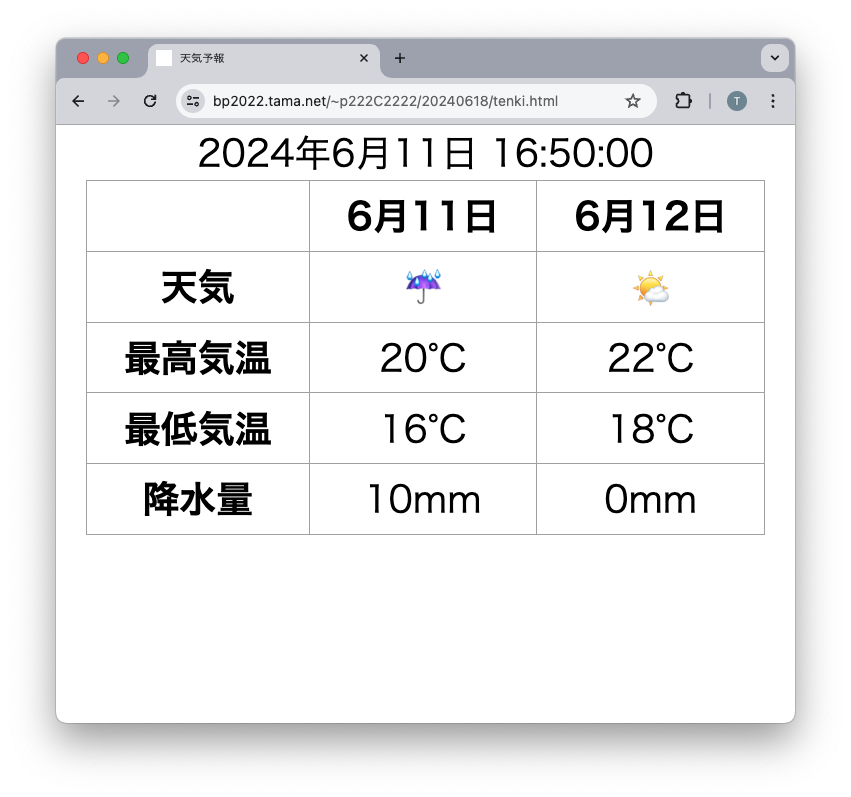 天気予報
bp2022.tama.net/~p222C2222/20240618/tenki.html
T
2024年6月11日 16:50:00
6月11日 6月12日
天気 ☔ 🌤
最高気温 20℃ 22℃
最低気温 16℃ 18℃
降水量 10mm 0mm